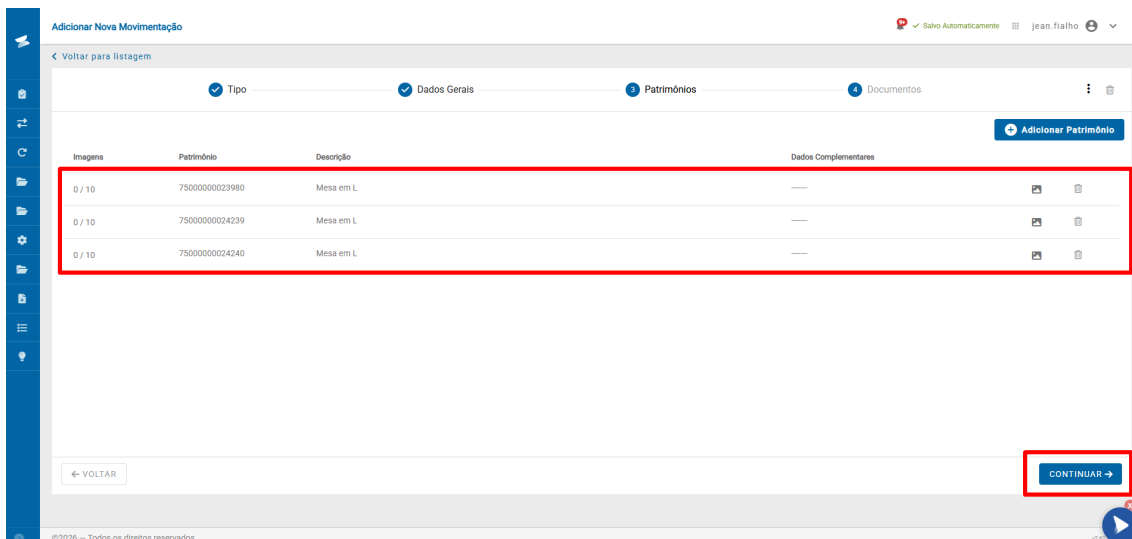 Adicionar Nova Movimentação
9+ Salvo Automaticamente jean.fialho
Voltar para listagem
Tipo Dados Gerais 3 Patrimônios 4 Documentos
Adicionar Patrimônio
Imagens Patrimônio Descrição Dados Complementares
0 / 10 75000000023980 Mesa em L
0 / 10 75000000024239 Mesa em L
0 / 10 75000000024240 Mesa em L
VOLTAR CONTINUAR
©2026 — Todos os direitos reservados